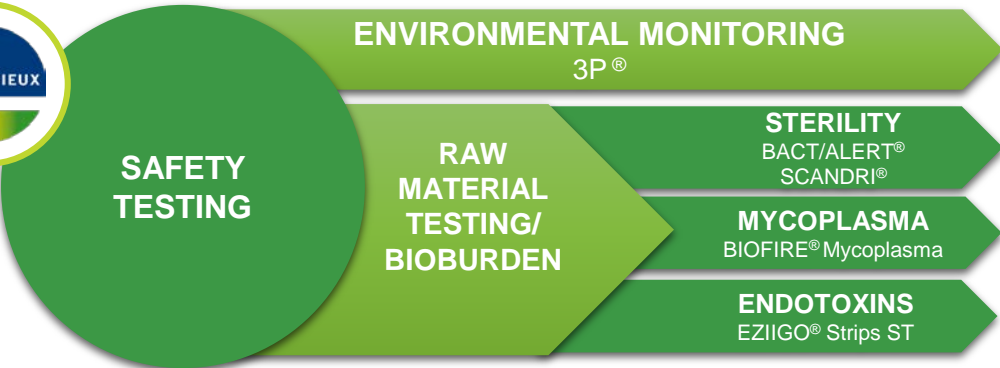 IEUX
ENVIRONMENTAL MONITORING
3P®
SAFETY
TESTING
RAW
MATERIAL
TESTING/
BIOBURDEN
STERILITY
BACT/ALERT®
SCANDRI®
MYCOPLASMA
BIOFIRE® Mycoplasma
ENDOTOXINS
EZIIGO® Strips ST